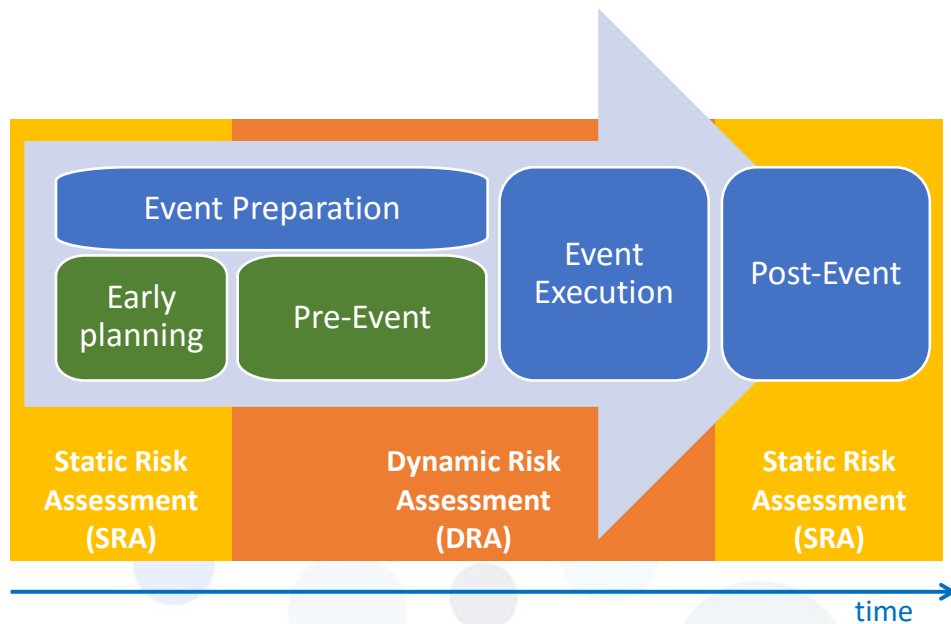 Event Preparation
Early
planning
Pre-Event
Event
Execution
Post-Event
Static Risk
Assessment
(SRA)
Dynamic Risk
Assessment
(DRA)
Static Risk
Assessment
(SRA)
time